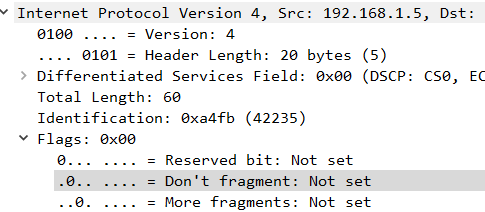 Internet Protocol Version 4, Src: 192.168.1.5, Dst:
0100 .... = Version: 4
.... 0101 = Header Length: 20 bytes (5)
Differentiated Services Field: 0x00 (DSCP: CS0, EC
Total Length: 60
Identification: 0xa4fb (42235)
Flags: 0x00
0... .... = Reserved bit: Not set
.0.. .... = Don't fragment: Not set
..0. .... = More fragments: Not set